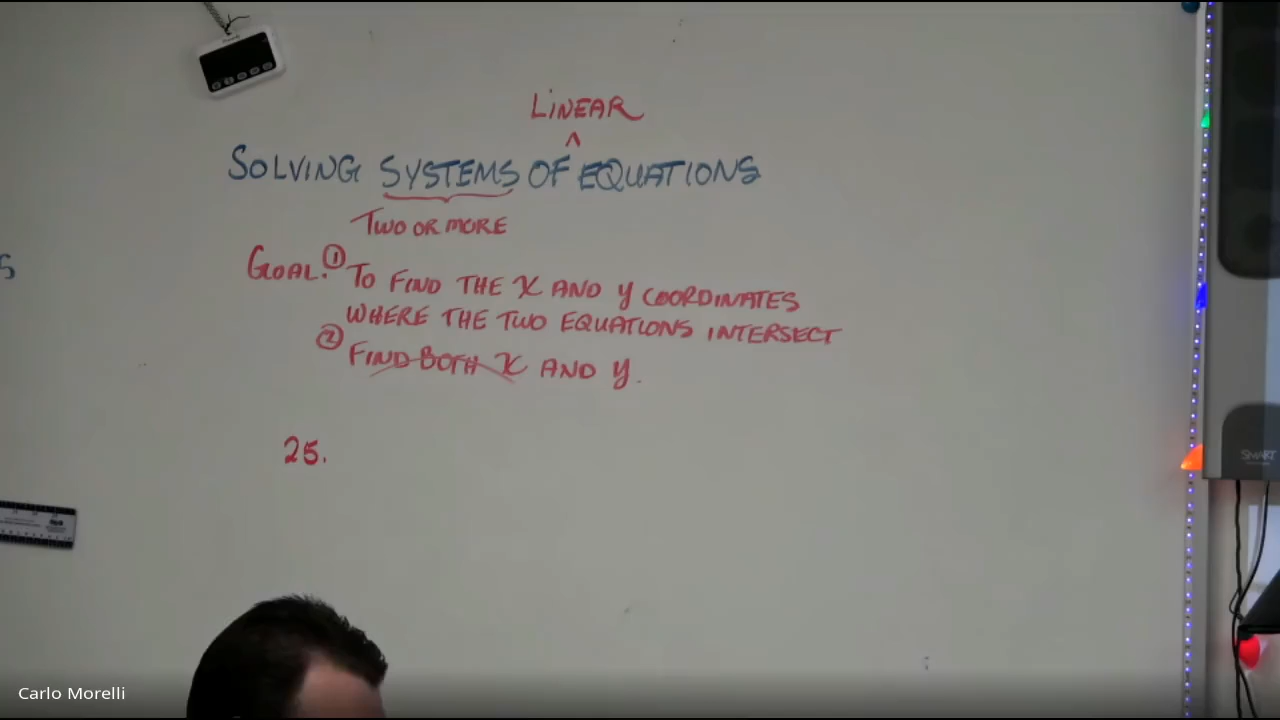 LINEAR
^
SOLVING SYSTEMS OF EQUATIONS
TWO OR MORE
GOAL: ① TO FIND THE X AND y COORDINATES
WHERE THE TWO EQUATIONS INTERSECT
② FIND BOTH X AND y.
25.
S
SMART
Carlo Morelli